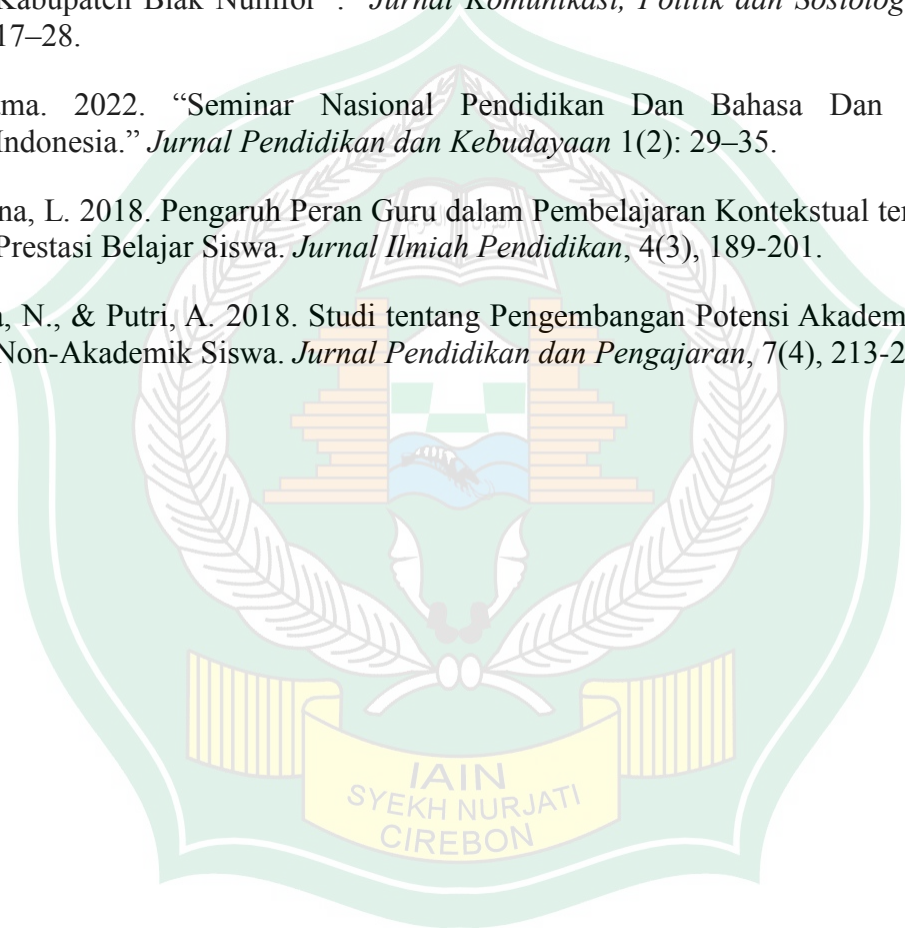 Kabupaten Biak Numfor". Jurnal Komunikasi, Politik dan Sosiolog
17–28.
ma. 2022. “Seminar Nasional Pendidikan Dan Bahasa Dan
Indonesia.” Jurnal Pendidikan dan Kebudayaan 1(2): 29–35.
na, L. 2018. Pengaruh Peran Guru dalam Pembelajaran Kontekstual ter
Prestasi Belajar Siswa. Jurnal Ilmiah Pendidikan, 4(3), 189-201.
a, N., & Putri, A. 2018. Studi tentang Pengembangan Potensi Akadem
Non-Akademik Siswa. Jurnal Pendidikan dan Pengajaran, 7(4), 213-2
IAIN
SYEKH NURJATI
CIREBON